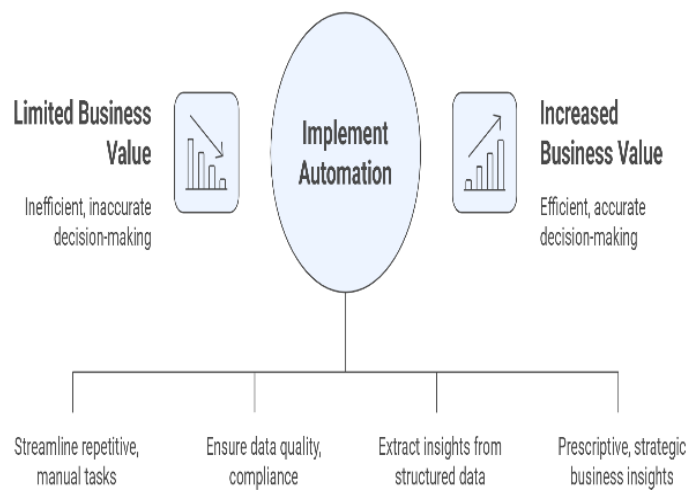 Limited Business
Value
Inefficient, inaccurate
decision-making
Implement
Automation
Increased
Business Value
Efficient, accurate
decision-making
Streamline repetitive,
manual tasks
Ensure data quality,
compliance
Extract insights from
structured data
Prescriptive, strategic
business insights